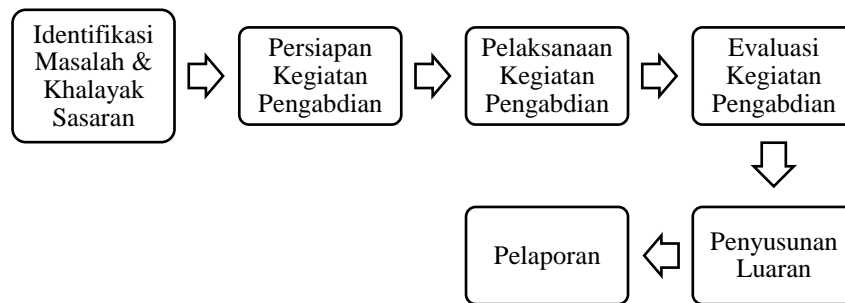 Identifikasi
Masalah &
Khalayak
Sasaran
Persiapan
Kegiatan
Pengabdian
Pelaksanaan
Kegiatan
Pengabdian
Evaluasi
Kegiatan
Pengabdian
Penyusunan
Luaran
Pelaporan